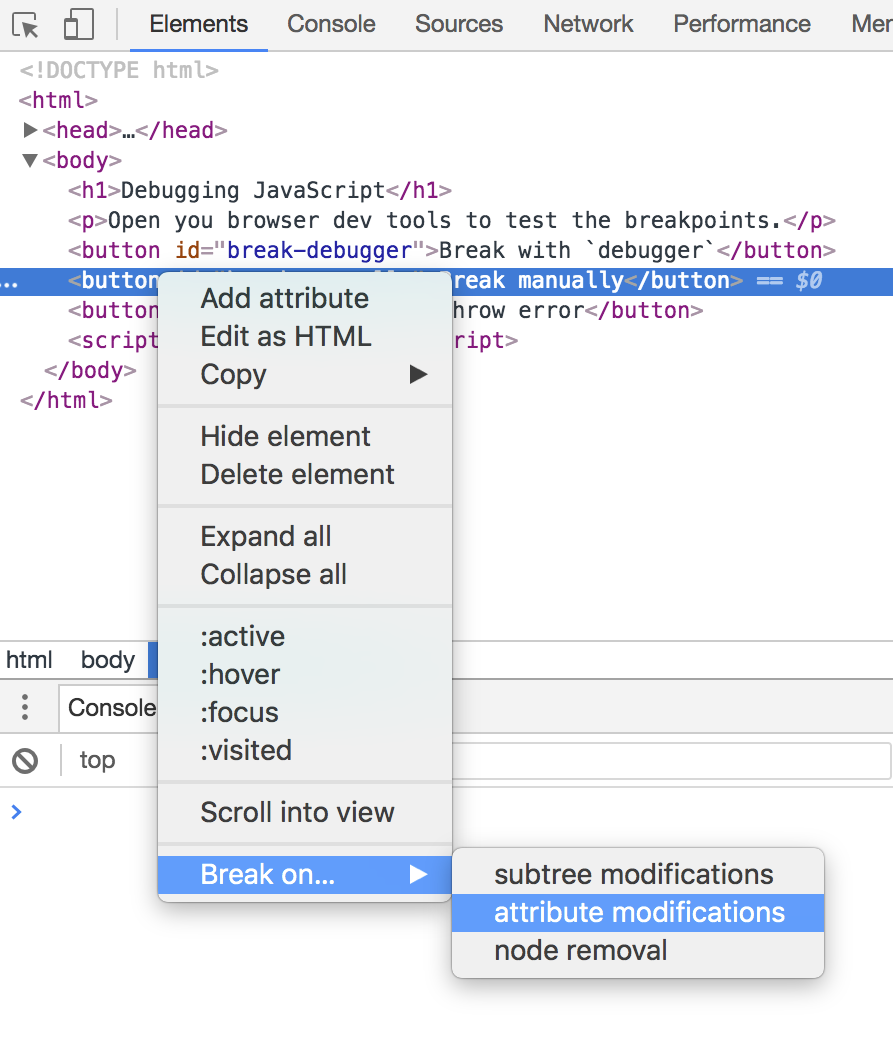 Elements Console Sources Network Performance
<!DOCTYPE html>
<html>
▶<head>…</head>
▼<body>
<h1>Debugging JavaScript</h1>
<p>Open you browser dev tools to test the breakpoints.</p>
<button id="break-debugger">Break with `debugger`</button>
... <button Break manually</button> == $0
<button hrow error</button>
<script ript>
</body>
</html>
Add attribute
Edit as HTML
Copy ▶
Hide element
Delete element
Expand all
Collapse all
:active
:hover
:focus
:visited
Scroll into view
Break on... ▶
subtree modifications
attribute modifications
node removal
html body
Console
top
>